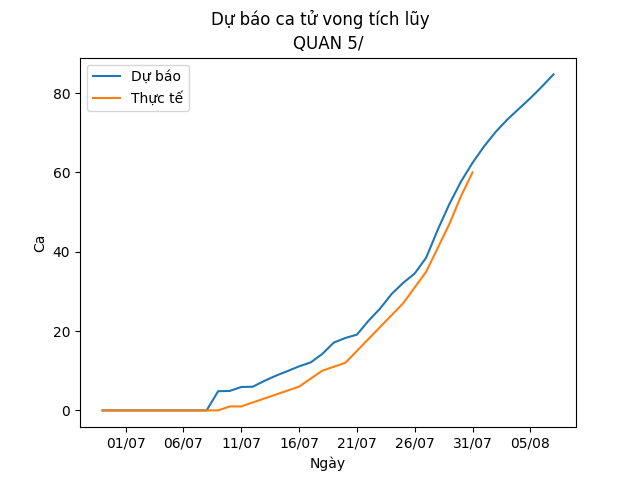 Dự báo ca tử vong tích lũy
QUAN 5/
Dự báo
Thực tế
80
60
40
20
0
Ca
01/07 06/07 11/07 16/07 21/07 26/07 31/07 05/08
Ngày